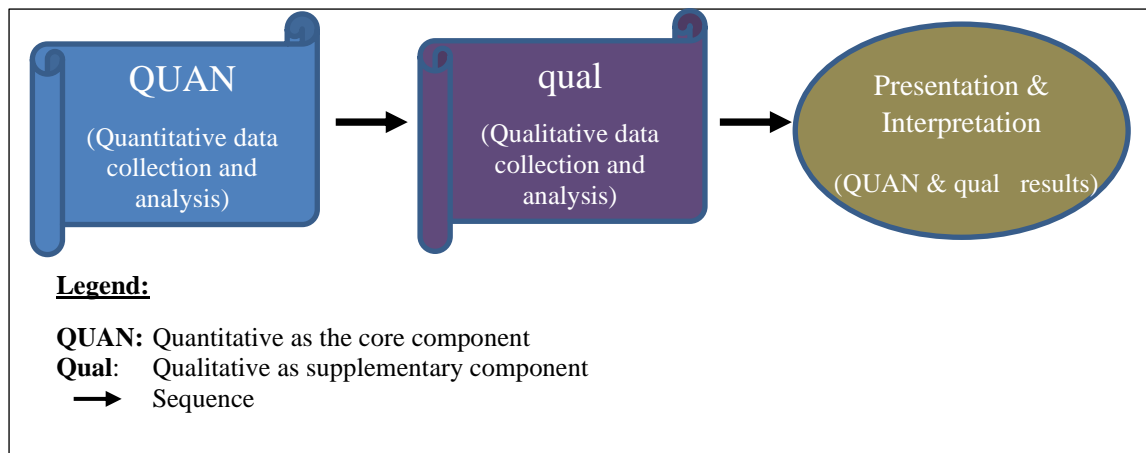 QUAN
(Quantitative data
collection and
analysis)
qual
(Qualitative data
collection and
analysis)
Presentation &
Interpretation
(QUAN & qual results)
Legend:
QUAN: Quantitative as the core component
Qual: Qualitative as supplementary component
Sequence